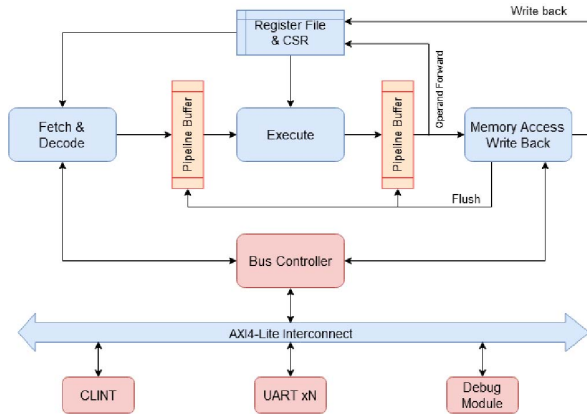 Write back
Register File
& CSR
Fetch &
Decode
Pipeline Buffer
Execute
Pipeline Buffer
Operand Forward
Memory Access
Write Back
Flush
Bus Controller
AXI4-Lite Interconnect
CLINT
UART xN
Debug
Module